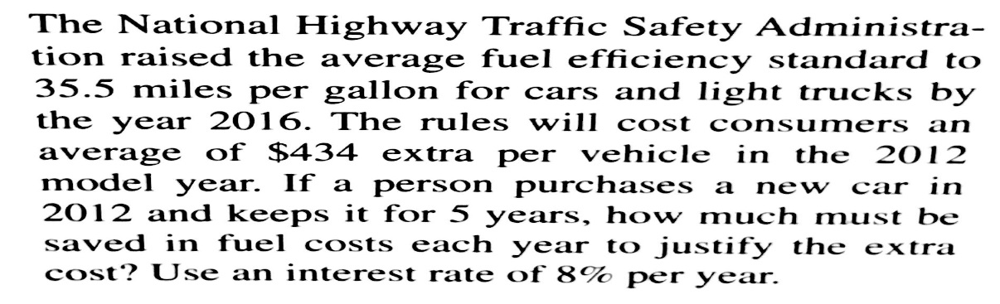 The National Highway Traffic Safety Administra-
tion raised the average fuel efficiency standard to
35.5 miles per gallon for cars and light trucks by
the year 2016. The rules will cost consumers an
average of $434 extra per vehicle in the 2012
model year. If a person purchases a new car in
2012 and keeps it for 5 years, how much must be
saved in fuel costs each year to justify the extra
cost? Use an interest rate of 8% per year.